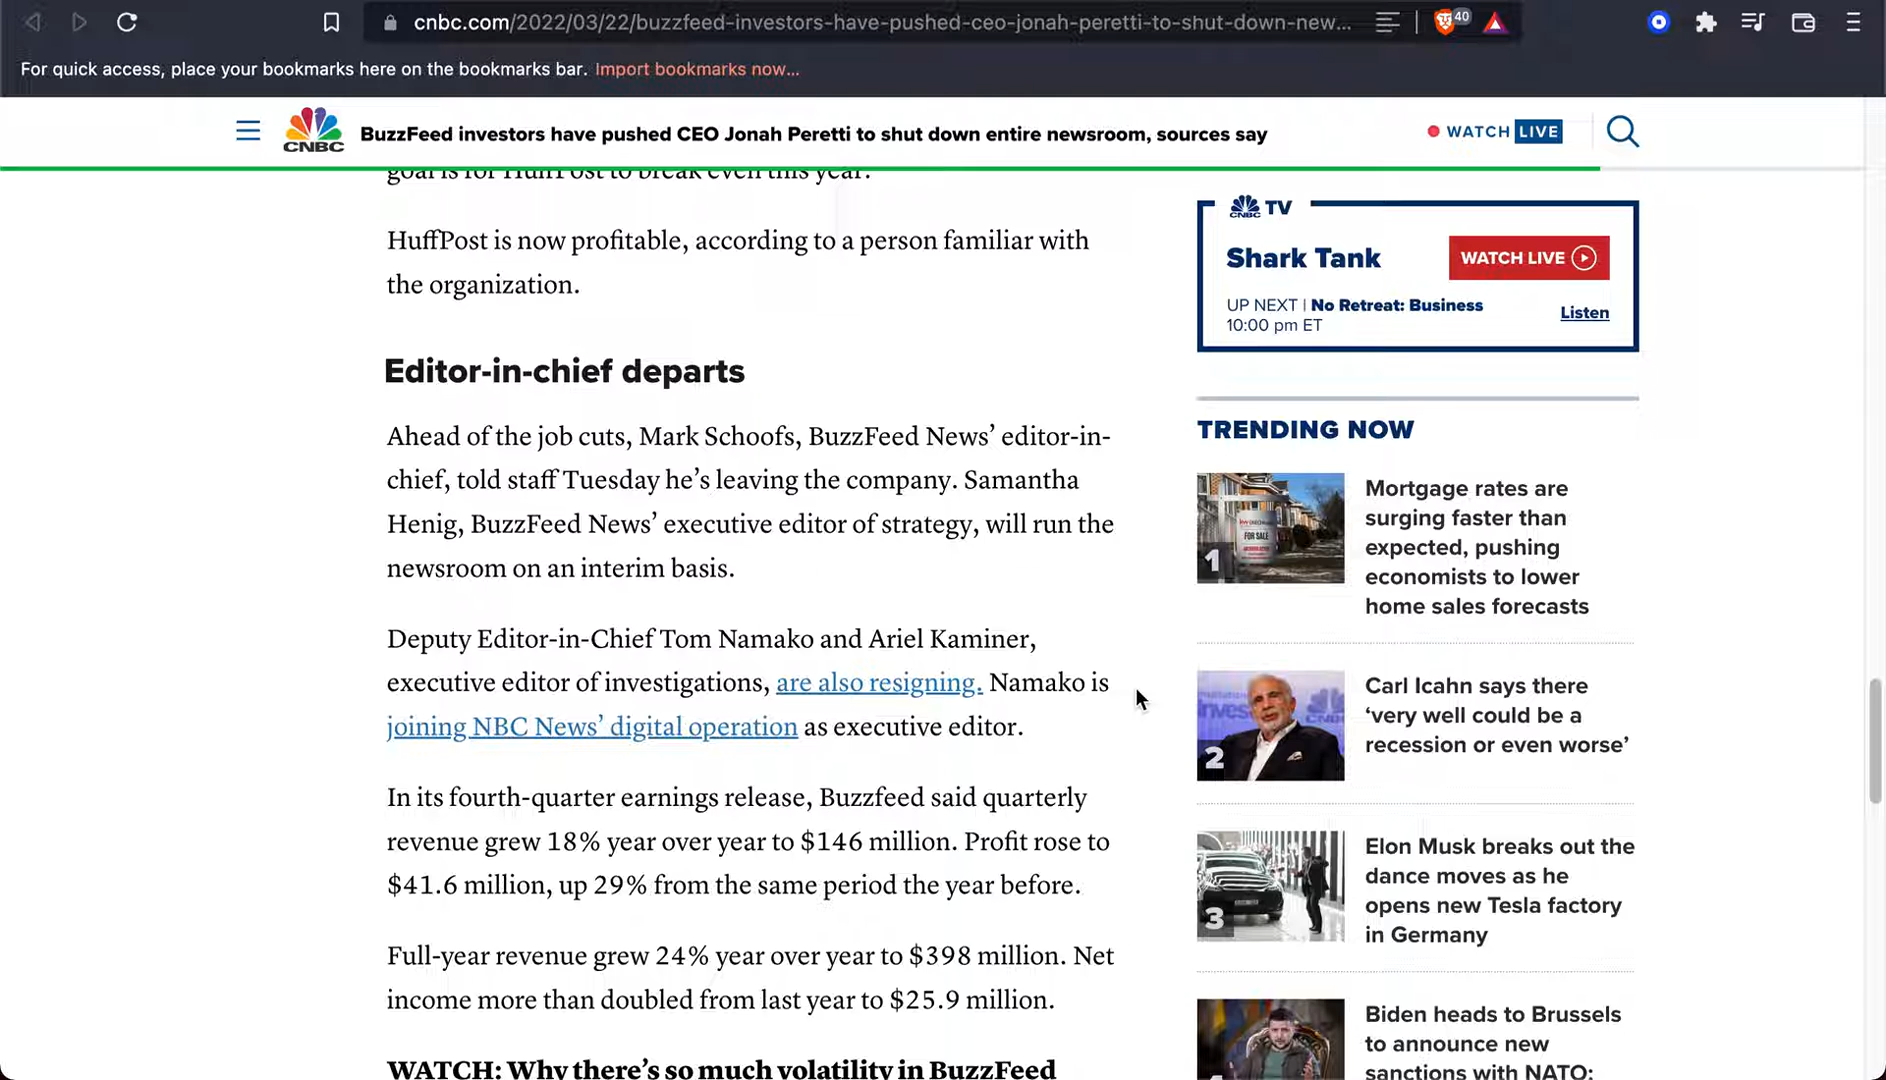 cnbc.com/2022/03/22/buzzfeed-investors-have-pushed-ceo-jonah-peretti-to-shut-down-new...
40
For quick access, place your bookmarks here on the bookmarks bar. Import bookmarks now...
CNBC
BuzzFeed investors have pushed CEO Jonah Peretti to shut down entire newsroom, sources say
WATCH LIVE
goal is for HuffPost to break even this year.
HuffPost is now profitable, according to a person familiar with
the organization.
Editor-in-chief departs
Ahead of the job cuts, Mark Schoofs, BuzzFeed News’ editor-in-
chief, told staff Tuesday he’s leaving the company. Samantha
Henig, BuzzFeed News’ executive editor of strategy, will run the
newsroom on an interim basis.
Deputy Editor-in-Chief Tom Namako and Ariel Kaminer,
executive editor of investigations, are also resigning. Namako is
joining NBC News’ digital operation as executive editor.
In its fourth-quarter earnings release, Buzzfeed said quarterly
revenue grew 18% year over year to $146 million. Profit rose to
$41.6 million, up 29% from the same period the year before.
Full-year revenue grew 24% year over year to $398 million. Net
income more than doubled from last year to $25.9 million.
WATCH: Why there’s so much volatility in BuzzFeed
CNBC TV
Shark Tank
WATCH LIVE
UP NEXT | No Retreat: Business
10:00 pm ET
Listen
TRENDING NOW
FOR SALE
1
Mortgage rates are
surging faster than
expected, pushing
economists to lower
home sales forecasts
2
Carl Icahn says there
‘very well could be a
recession or even worse’
3
Elon Musk breaks out the
dance moves as he
opens new Tesla factory
in Germany
Biden heads to Brussels
to announce new
sanctions with NATO: